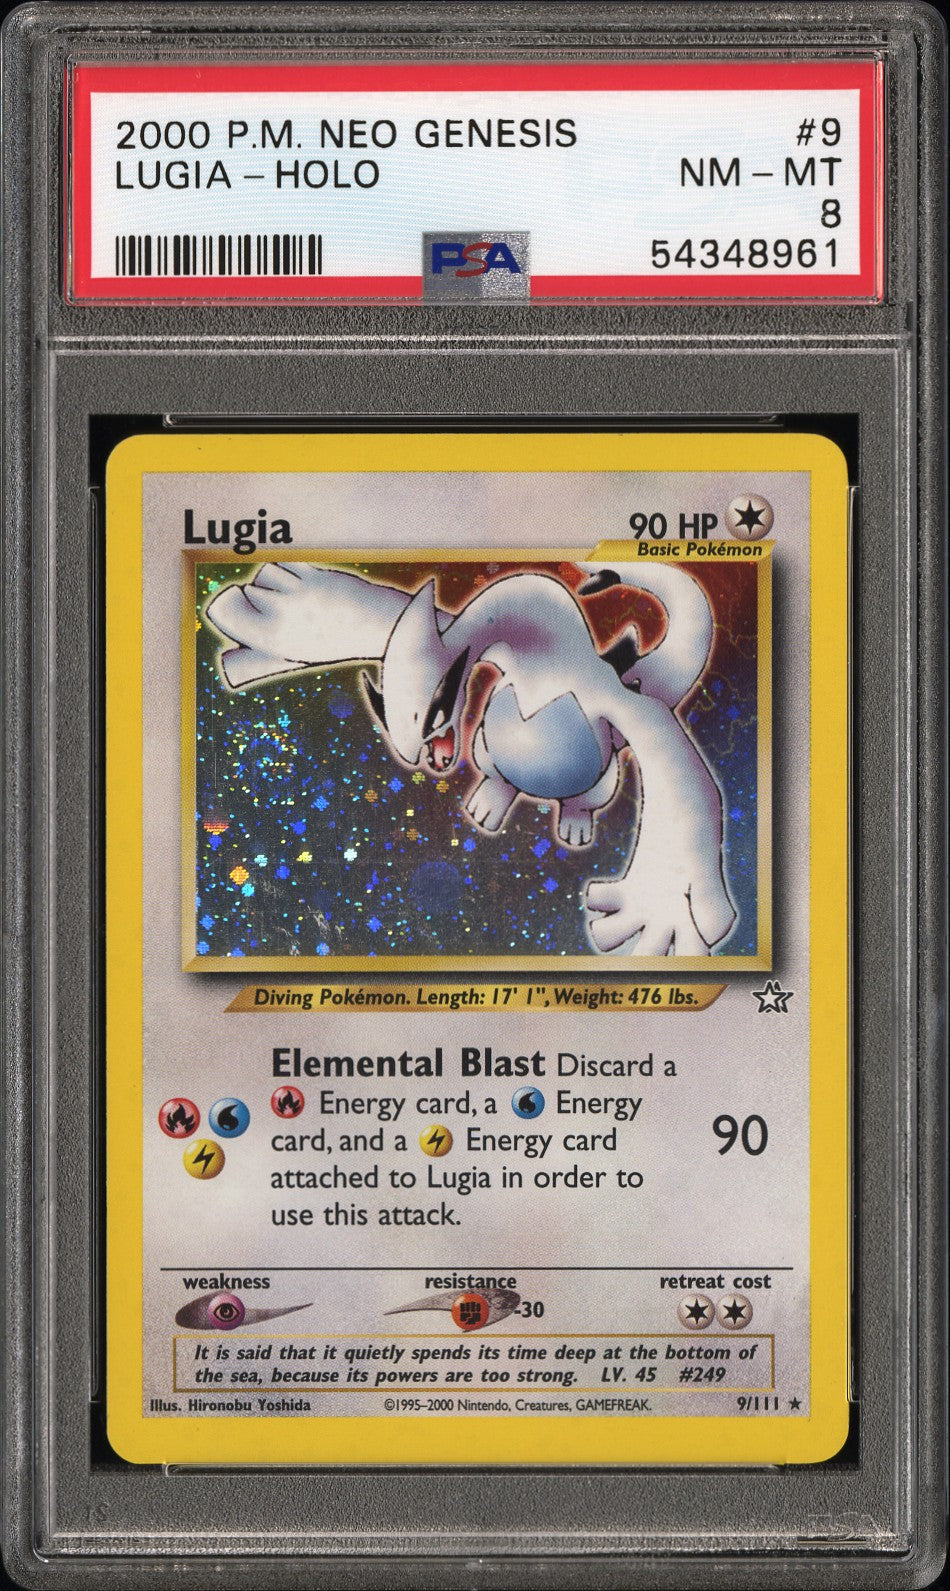 2000 P.M. NEO GENESIS #9
LUGIA - HOLO NM - MT
8
PSA 54348961
Lugia 90 HP
Basic Pokémon
Diving Pokémon. Length: 17' 1", Weight: 476 lbs.
Elemental Blast Discard a
Energy card, a Energy
card, and a Energy card
attached to Lugia in order to
use this attack.
90
weakness resistance retreat cost
-30
It is said that it quietly spends its time deep at the bottom of
the sea, because its powers are too strong. LV. 45 #249
Illus. Hironobu Yoshida ©1995–2000 Nintendo, Creatures, GAMEFREAK. 9/111 ★
PSA